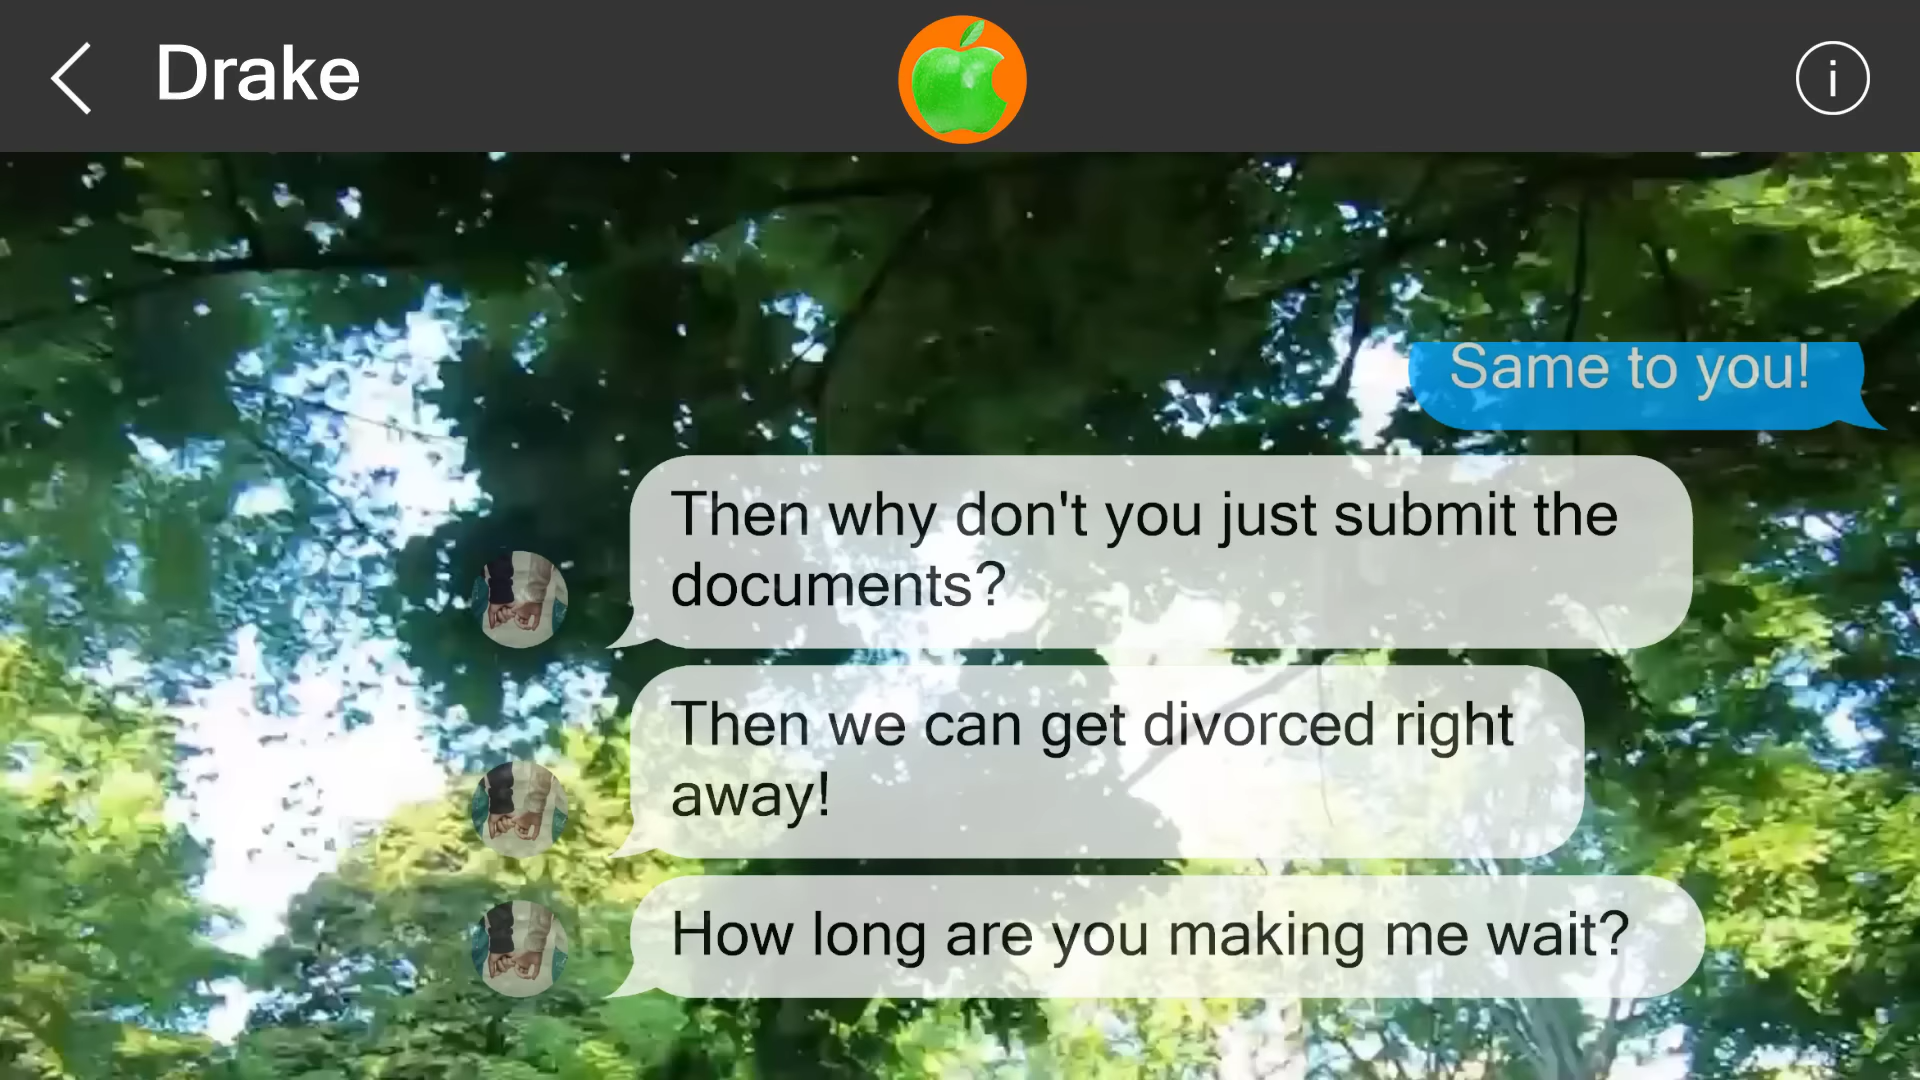 Drake
i
Same to you!
Then why don't you just submit the
documents?
Then we can get divorced right
away!
How long are you making me wait?